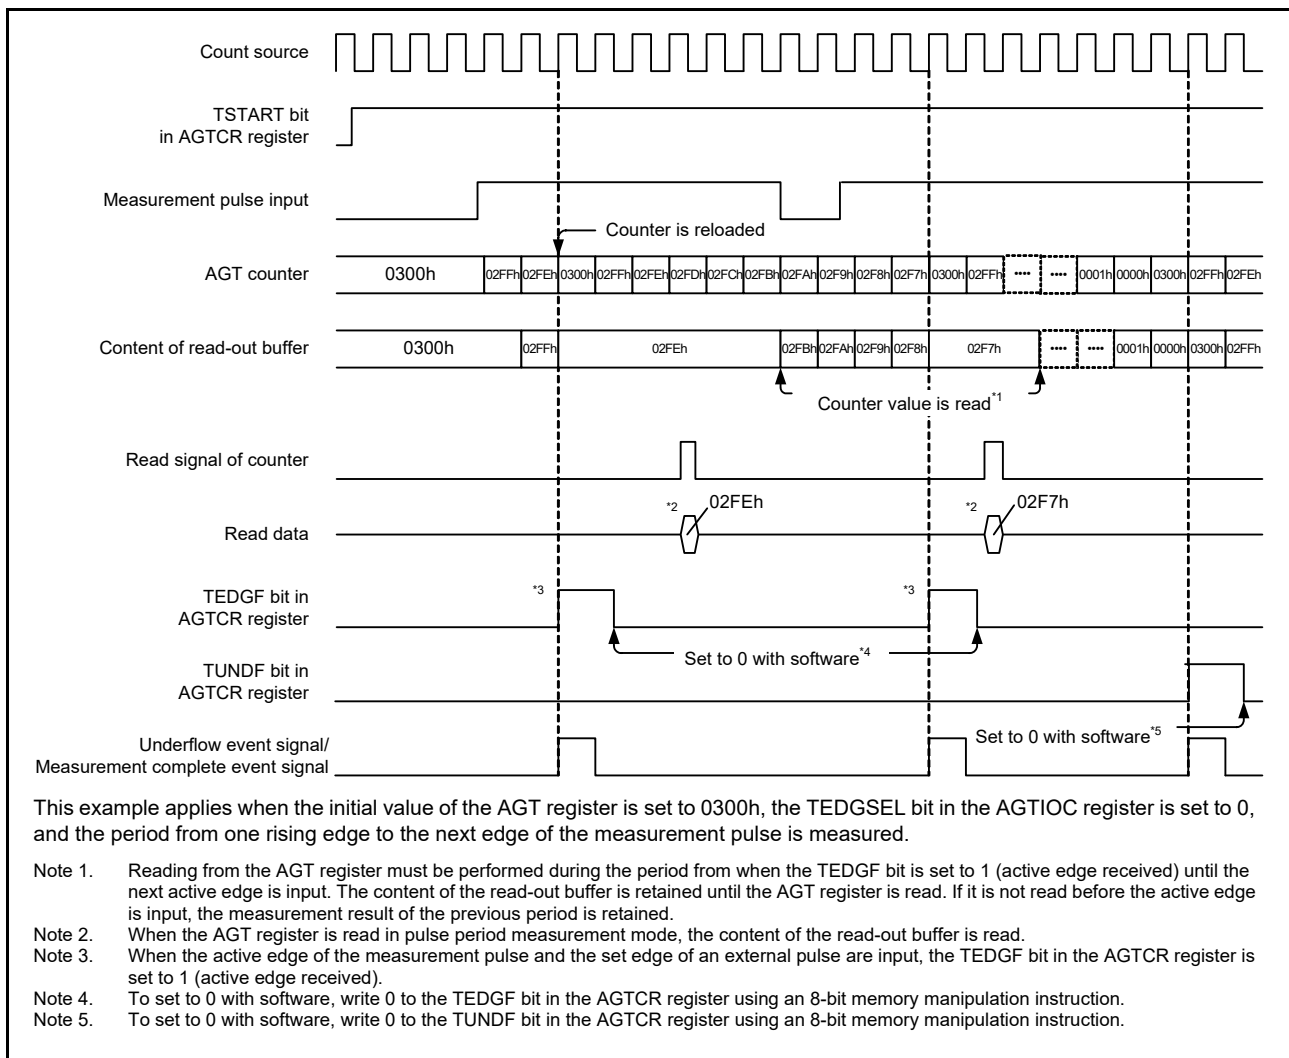 Count source
TSTART bit
in AGTCR register
Measurement pulse input
Counter is reloaded
AGT counter
0300h 02FFh 02FEh 0300h 02FFh 02FEh 02FDh 02FCh 02FBh 02FAh 02F9h 02F8h 02F7h 0300h 02FFh •••• •••• 0001h 0000h 0300h 02FFh 02FEh
Content of read-out buffer
0300h 02FFh 02FEh 02FBh 02FAh 02F9h 02F8h 02F7h •••• •••• 0001h 0000h 0300h 02FFh
Counter value is read*1
Read signal of counter
*2 02FEh *2 02F7h
Read data
TEDGF bit in
AGTCR register
*3 *3
Set to 0 with software*4
TUNDF bit in
AGTCR register
Set to 0 with software*5
Underflow event signal/
Measurement complete event signal
This example applies when the initial value of the AGT register is set to 0300h, the TEDGSEL bit in the AGTIOC register is set to 0,
and the period from one rising edge to the next edge of the measurement pulse is measured.
Note 1. Reading from the AGT register must be performed during the period from when the TEDGF bit is set to 1 (active edge received) until the
next active edge is input. The content of the read-out buffer is retained until the AGT register is read. If it is not read before the active edge
is input, the measurement result of the previous period is retained.
Note 2. When the AGT register is read in pulse period measurement mode, the content of the read-out buffer is read.
Note 3. When the active edge of the measurement pulse and the set edge of an external pulse are input, the TEDGF bit in the AGTCR register is
set to 1 (active edge received).
Note 4. To set to 0 with software, write 0 to the TEDGF bit in the AGTCR register using an 8-bit memory manipulation instruction.
Note 5. To set to 0 with software, write 0 to the TUNDF bit in the AGTCR register using an 8-bit memory manipulation instruction.